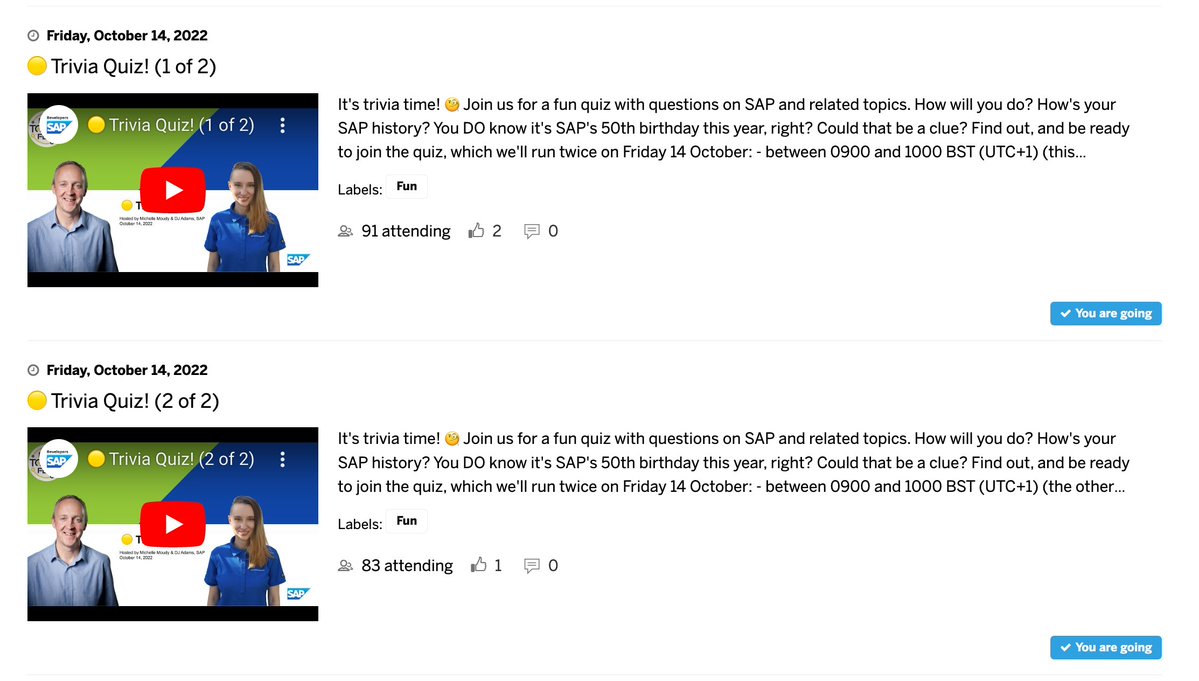 Friday, October 14, 2022
🟡 Trivia Quiz! (1 of 2)
Developers
SAP
🟡 Trivia Quiz! (1 of 2)
Hosted by Michelle Moudy & DJ Adams, SAP
October 14, 2022
SAP
It's trivia time! 🧐 Join us for a fun quiz with questions on SAP and related topics. How will you do? How's your
SAP history? You DO know it's SAP's 50th birthday this year, right? Could that be a clue? Find out, and be ready
to join the quiz, which we'll run twice on Friday 14 October: - between 0900 and 1000 BST (UTC+1) (this...
Labels: Fun
91 attending 2 0
You are going
Friday, October 14, 2022
🟡 Trivia Quiz! (2 of 2)
Developers
SAP
🟡 Trivia Quiz! (2 of 2)
Hosted by Michelle Moudy & DJ Adams, SAP
October 14, 2022
SAP
It's trivia time! 🧐 Join us for a fun quiz with questions on SAP and related topics. How will you do? How's your
SAP history? You DO know it's SAP's 50th birthday this year, right? Could that be a clue? Find out, and be ready
to join the quiz, which we'll run twice on Friday 14 October: - between 0900 and 1000 BST (UTC+1) (the other...
Labels: Fun
83 attending 1 0
You are going